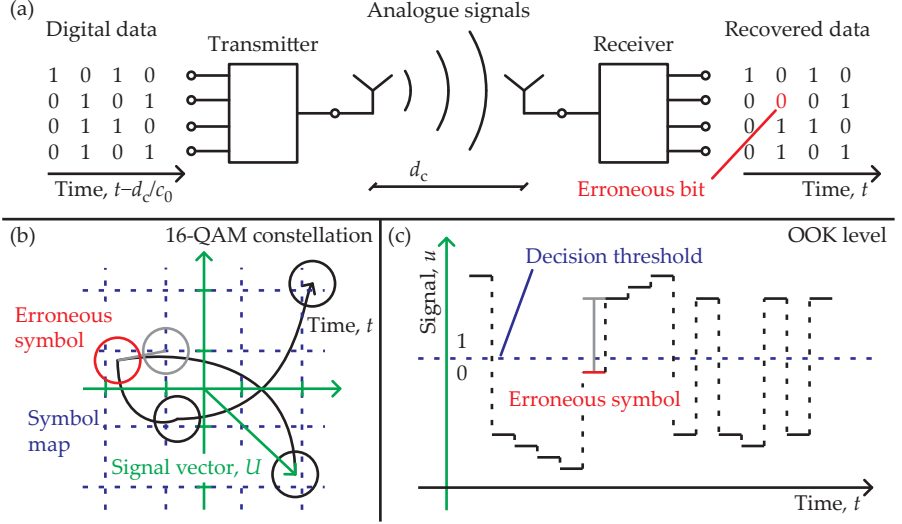 (a)
Digital data
Transmitter
Analogue signals
Receiver
Recovered data
1 0 1 0
0 1 0 1
0 1 1 0
0 1 0 1
Time, t–d_c/c_0
d_c
1 0 1 0
0 0 0 1
0 1 1 0
0 1 0 1
Erroneous bit
Time, t
(b)
16-QAM constellation
Erroneous
symbol
Time, t
Symbol
map
Signal vector, U
(c)
OOK level
Signal, u
Decision threshold
1
0
Erroneous symbol
Time, t